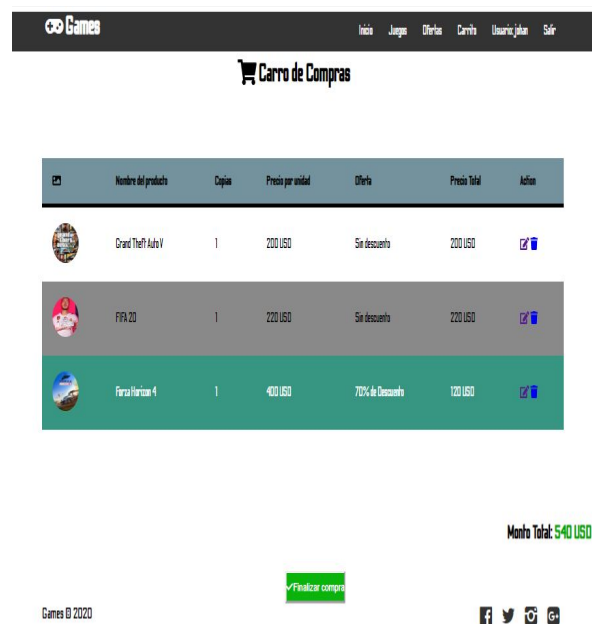 Games
Inicio Juegos Ofertas Carrito Usuario: johan Salir
Carro de Compras
Nombre del producto Copias Precio por unidad Oferta Precio Total Action
Grand Theft Auto V 1 200 USD Sin descuento 200 USD
FIFA 20 1 220 USD Sin descuento 220 USD
Forza Horizon 4 1 400 USD 70% de Descuento 120 USD
Monto Total: 540 USD
Finalizar compra
Games © 2020